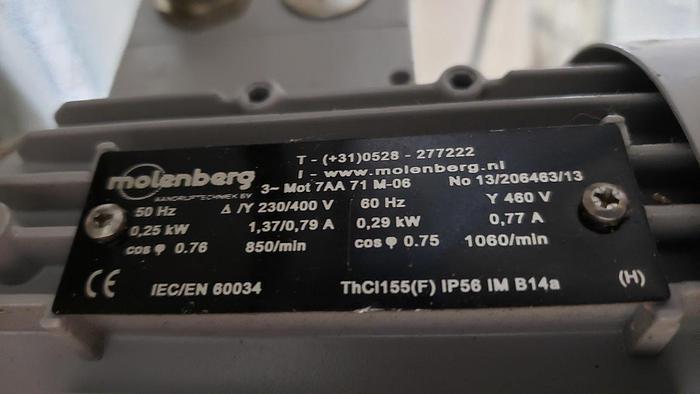 T - (+31)0528 - 277222
I - www.molenberg.nl
molenberg
AANDRIJFTECHNIEK BV
3~ Mot 7AA 71 M-06 No 13/206463/13
50 Hz Δ /Y 230/400 V 60 Hz Y 460 V
0,25 kW 1,37/0,79 A 0,29 kW 0,77 A
cos φ 0.76 850/min cos φ 0.75 1060/min
CE IEC/EN 60034 ThCl155(F) IP56 IM B14a (H)